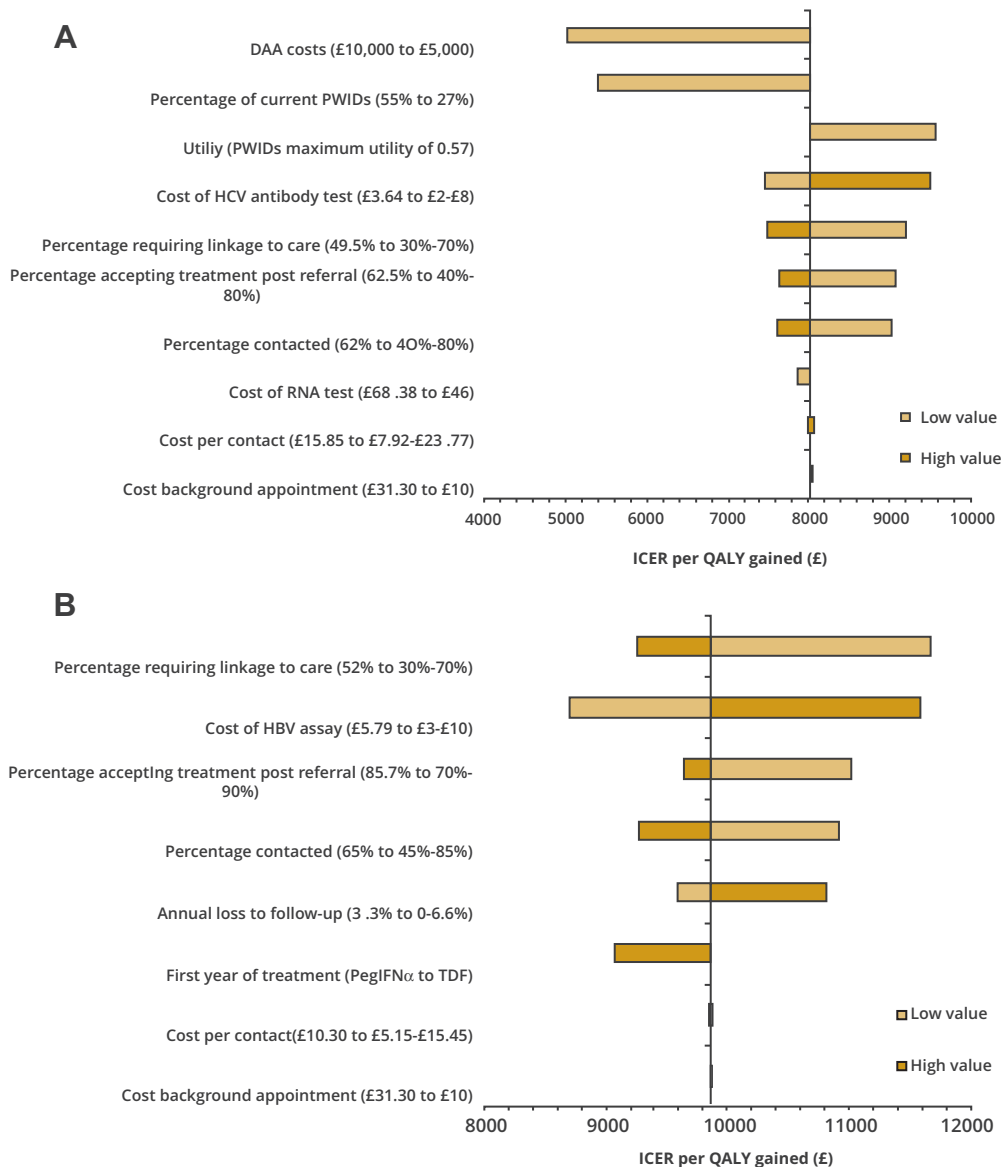 A
DAA costs (£10,000 to £5,000)
Percentage of current PWIDs (55% to 27%)
Utiliy (PWIDs maximum utility of 0.57)
Cost of HCV antibody test (£3.64 to £2-£8)
Percentage requiring linkage to care (49.5% to 30%-70%)
Percentage accepting treatment post referral (62.5% to 40%-
80%)
Percentage contacted (62% to 4O%-80%)
Cost of RNA test (£68 .38 to £46)
Cost per contact (£15.85 to £7.92-£23 .77)
Cost background appointment (£31.30 to £10)
Low value
High value
4000 5000 6000 7000 8000 9000 10000
ICER per QALY gained (£)
B
Percentage requiring linkage to care (52% to 30%-70%)
Cost of HBV assay (£5.79 to £3-£10)
Percentage acceptIng treatment post referral (85.7% to 70%-
90%)
Percentage contacted (65% to 45%-85%)
Annual loss to follow-up (3 .3% to 0-6.6%)
First year of treatment (PegIFNα to TDF)
Cost per contact(£10.30 to £5.15-£15.45)
Cost background appointment (£31.30 to £10)
Low value
High value
8000 9000 10000 11000 12000
ICER per QALY gained (£)